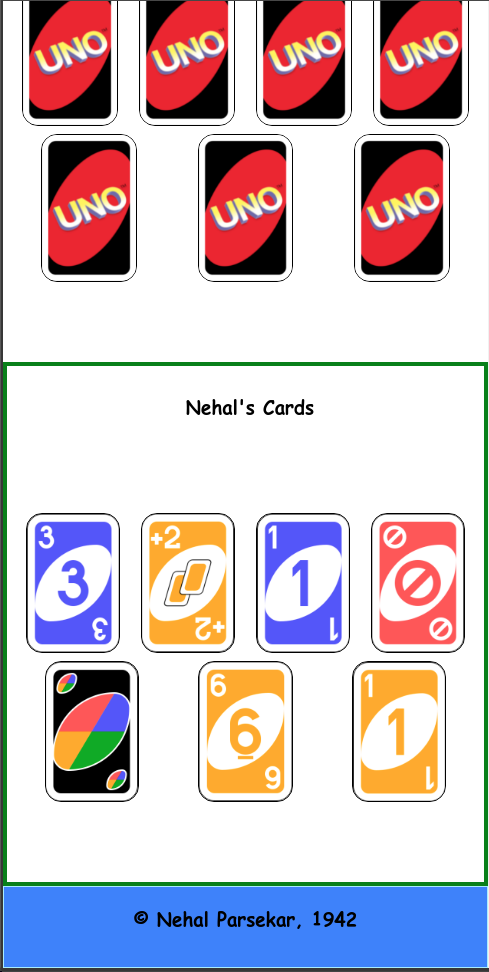 UNO UNO UNO UNO
UNO UNO UNO
Nehal's Cards
3 +2 1
3 1
3 +2 1
6 1
6 1
6 1
© Nehal Parsekar, 1942